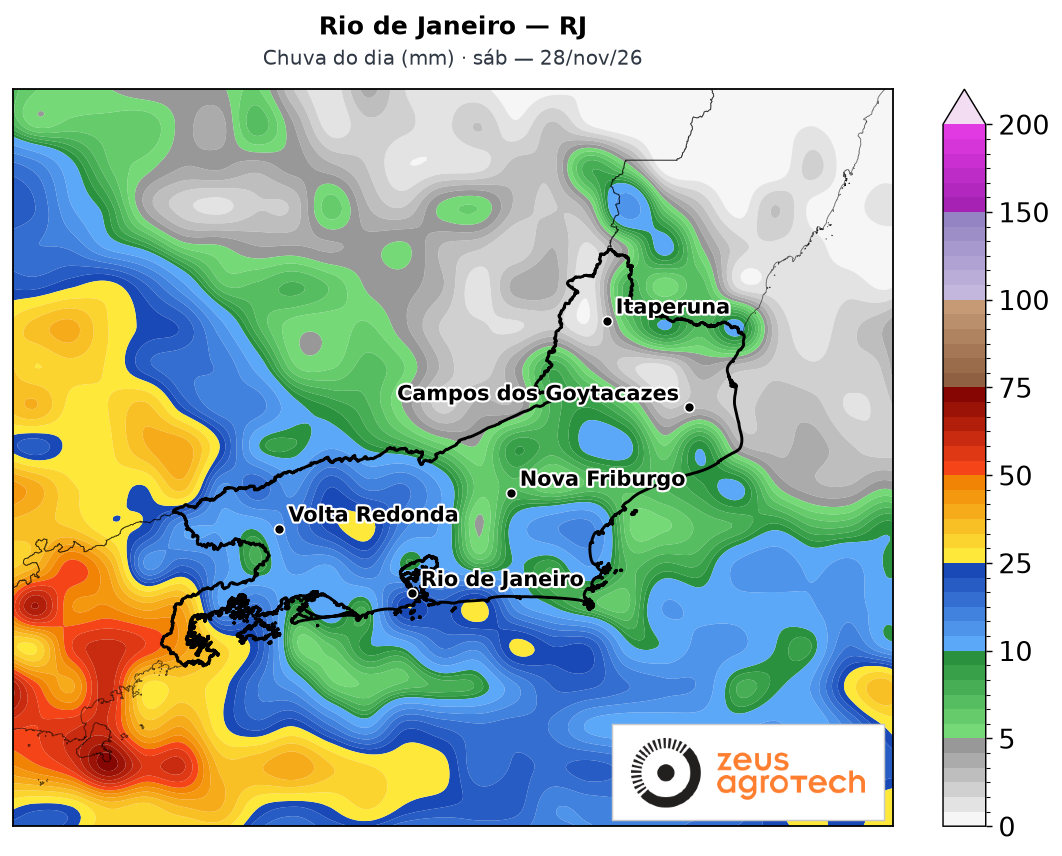 Rio de Janeiro — RJ
Chuva do dia (mm) · sáb — 28/nov/26
Itaperuna
Campos dos Goytacazes
Nova Friburgo
Volta Redonda
Rio de Janeiro
200
150
100
75
50
25
10
5
0
zeus
agrotech